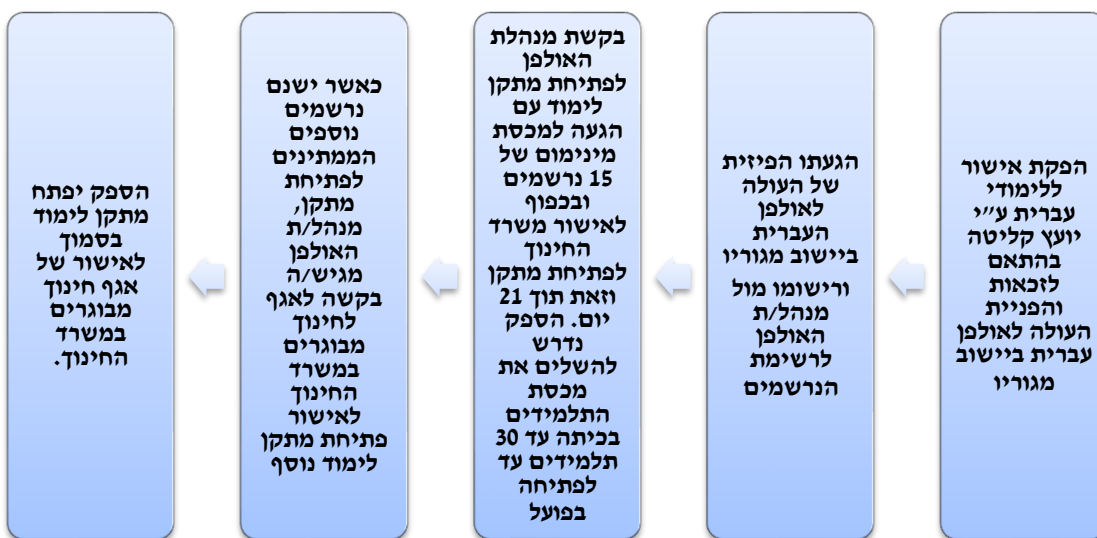 הפקת אישור
ללימודי
עברית ע״י
יועץ קליטה
בהתאם
לזכאות
והפניית
העולה לאולפן
עברית ביישוב
מגוריו
הגעתו הפיזית
של העולה
לאולפן
העברית
ביישוב מגוריו
ורישומו מול
מנהל/ת
האולפן
לרשימת
הנרשמים
בקשת מנהלת
האולפן
לפתיחת מתקן
לימוד עם
הגעה למכסת
מינימום של
15 נרשמים
ובכפוף
לאישור משרד
החינוך
לפתיחת מתקן
וזאת תוך 21
יום. הספק
נדרש
להשלים את
מכסת
התלמידים
בכיתה עד 30
תלמידים עד
לפתיחה
בפועל
כאשר ישנם
נרשמים
נוספים
הממתינים
לפתיחת
מתקן,
מנהל/ת
האולפן
מגיש/ה
בקשה לאגף
לחינוך
מבוגרים
במשרד
החינוך
לאישור
פתיחת מתקן
לימוד נוסף
הספק יפתח
מתקן לימוד
בסמוך
לאישור של
אגף חינוך
מבוגרים
במשרד
החינוך.